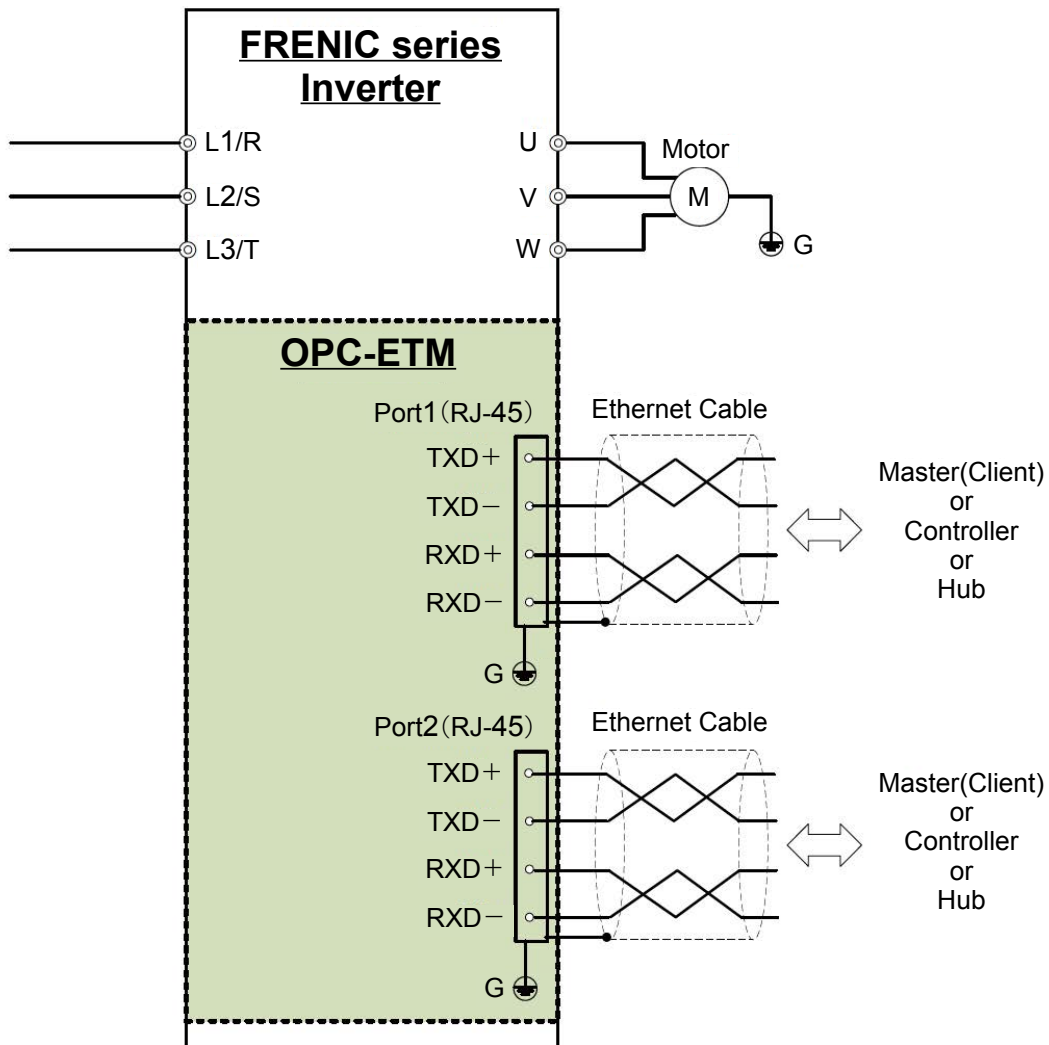 FRENIC series
Inverter
L1/R
L2/S
L3/T
U
V
W
Motor
M
G
OPC-ETM
Port1（RJ-45）
Ethernet Cable
TXD＋
TXD－
RXD＋
RXD－
G
Master(Client)
or
Controller
or
Hub
Port2（RJ-45）
Ethernet Cable
TXD＋
TXD－
RXD＋
RXD－
G
Master(Client)
or
Controller
or
Hub